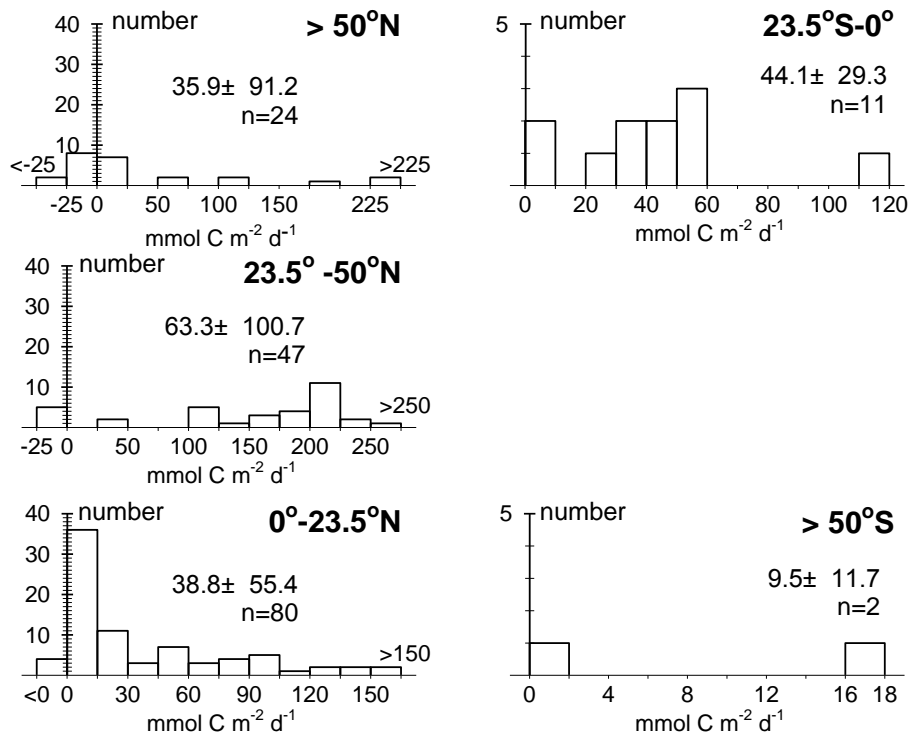 number
> 50°N
40
30
20
10
35.9± 91.2
n=24
<-25
>225
-25 0 50 100 150 225
mmol C m-2 d-1
number
23.5°S-0°
5
44.1± 29.3
n=11
0 20 40 60 80 100 120
mmol C m-2 d-1
number
23.5° -50°N
40
30
20
10
63.3± 100.7
n=47
>250
-25 0 50 100 150 200 250
mmol C m-2 d-1
number
0°-23.5°N
40
30
20
10
38.8± 55.4
n=80
>150
<0 0 30 60 90 120 150
mmol C m-2 d-1
number
> 50°S
5
9.5± 11.7
n=2
0 4 8 12 16 18
mmol C m-2 d-1